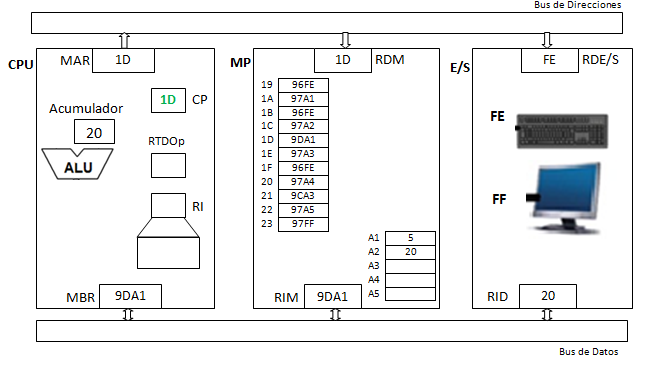 Bus de Direcciones
CPU
MAR
1D
MP
1D
RDM
E/S
FE
RDE/S
1D
CP
Acumulador
20
ALU
RTDOp
RI
19 96FE
1A 97A1
1B 96FE
1C 97A2
1D 9DA1
1E 97A3
1F 96FE
20 97A4
21 9CA3
22 97A5
23 97FF
A1 5
A2 20
A3
A4
A5
FE
FF
MBR
9DA1
RIM
9DA1
RID
20
Bus de Datos